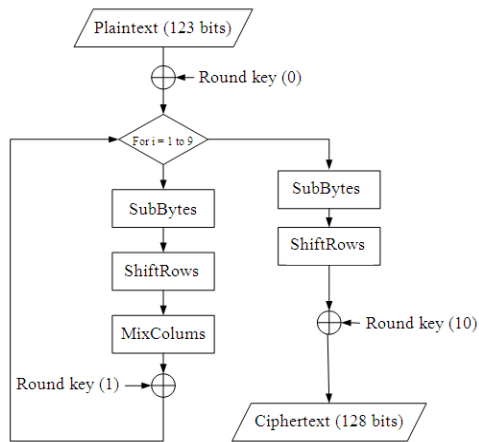 Plaintext (123 bits)
Round key (0)
For i = 1 to 9
SubBytes
ShiftRows
MixColums
Round key (1)
SubBytes
ShiftRows
Round key (10)
Ciphertext (128 bits)